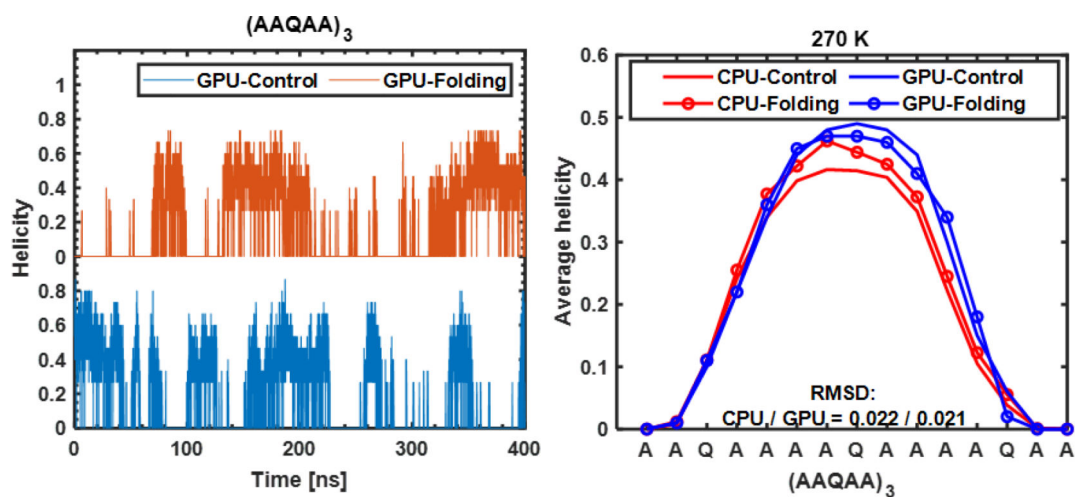 (AAQAA)3
GPU-Control GPU-Folding
1
0.8
0.6
0.4
0.2
0
0.8
0.6
0.4
0.2
0
Helicity
0 100 200 300 400
Time [ns]
270 K
CPU-Control GPU-Control
CPU-Folding GPU-Folding
0.6
0.5
0.4
0.3
0.2
0.1
0
Average helicity
RMSD:
CPU / GPU = 0.022 / 0.021
A A Q A A A A Q A A A A Q A A
(AAQAA)3